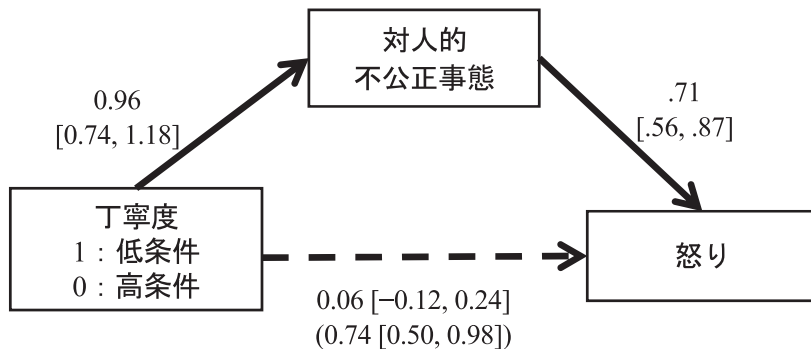 対人的
不公正事態
0.96
[0.74, 1.18]
.71
[.56, .87]
丁寧度
1：低条件
0：高条件
怒り
0.06 [−0.12, 0.24]
(0.74 [0.50, 0.98])